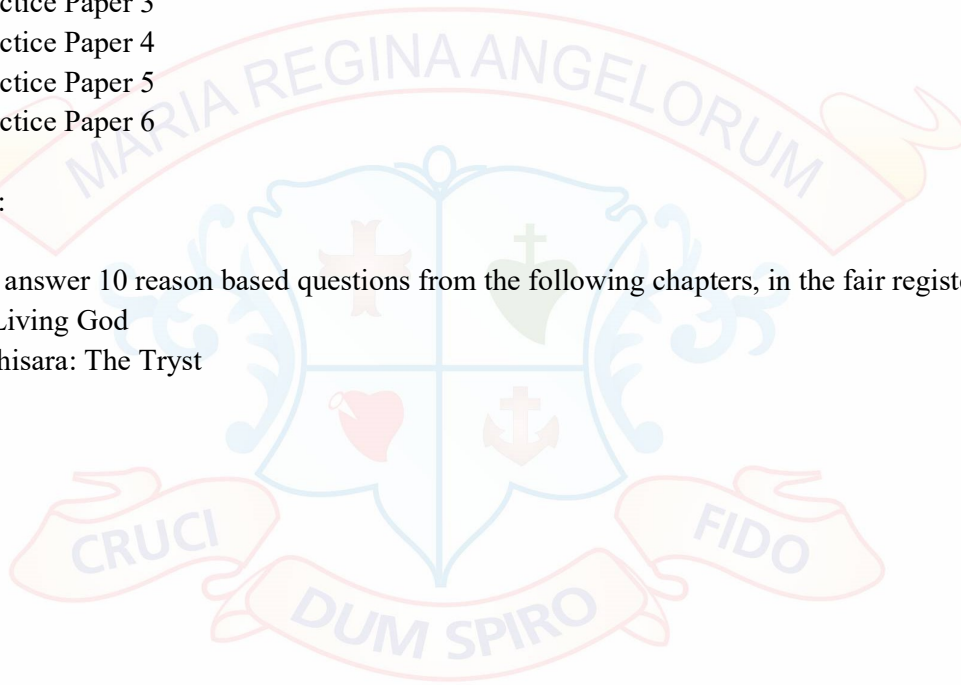 ctice Paper 3
ctice Paper 4
ctice Paper 5
ctice Paper 6
MARIA REGINA ANGELORUM
:
answer 10 reason based questions from the following chapters, in the fair registe
Living God
hisara: The Tryst
CRUCI
FIDO
DUM SPIRO